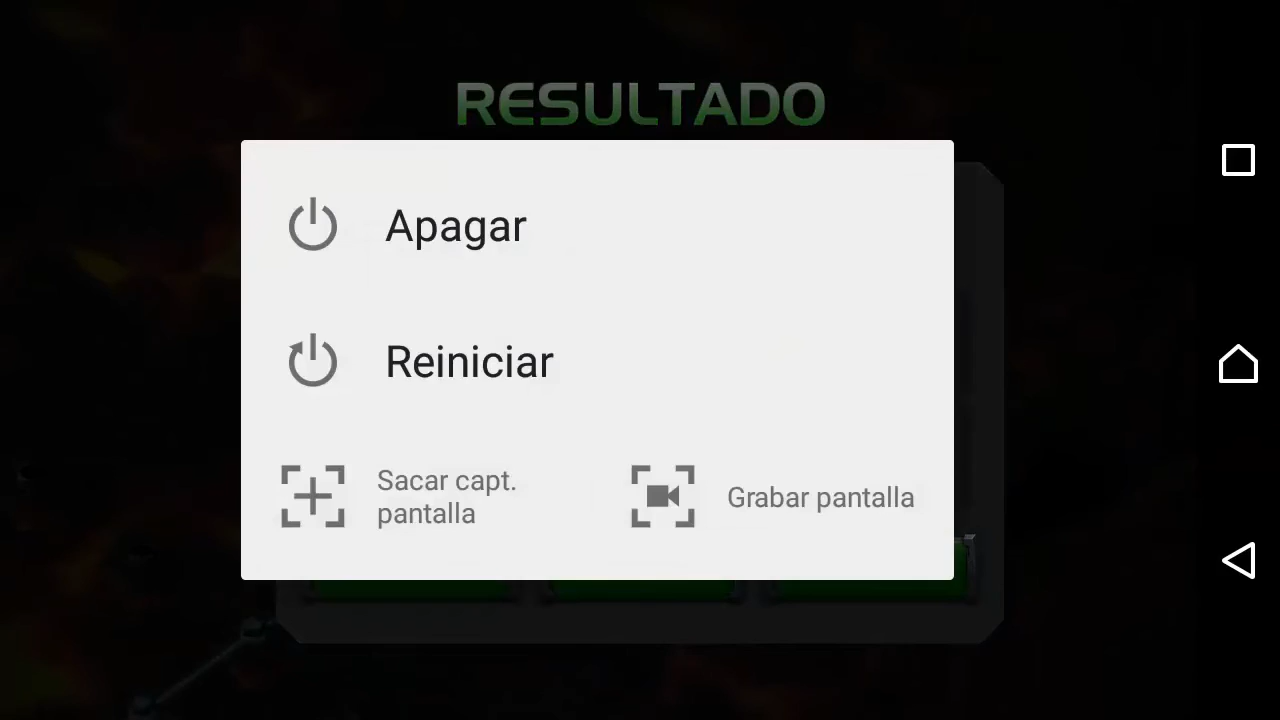 RESULTADO
Apagar
Reiniciar
Sacar capt.
pantalla
Grabar pantalla